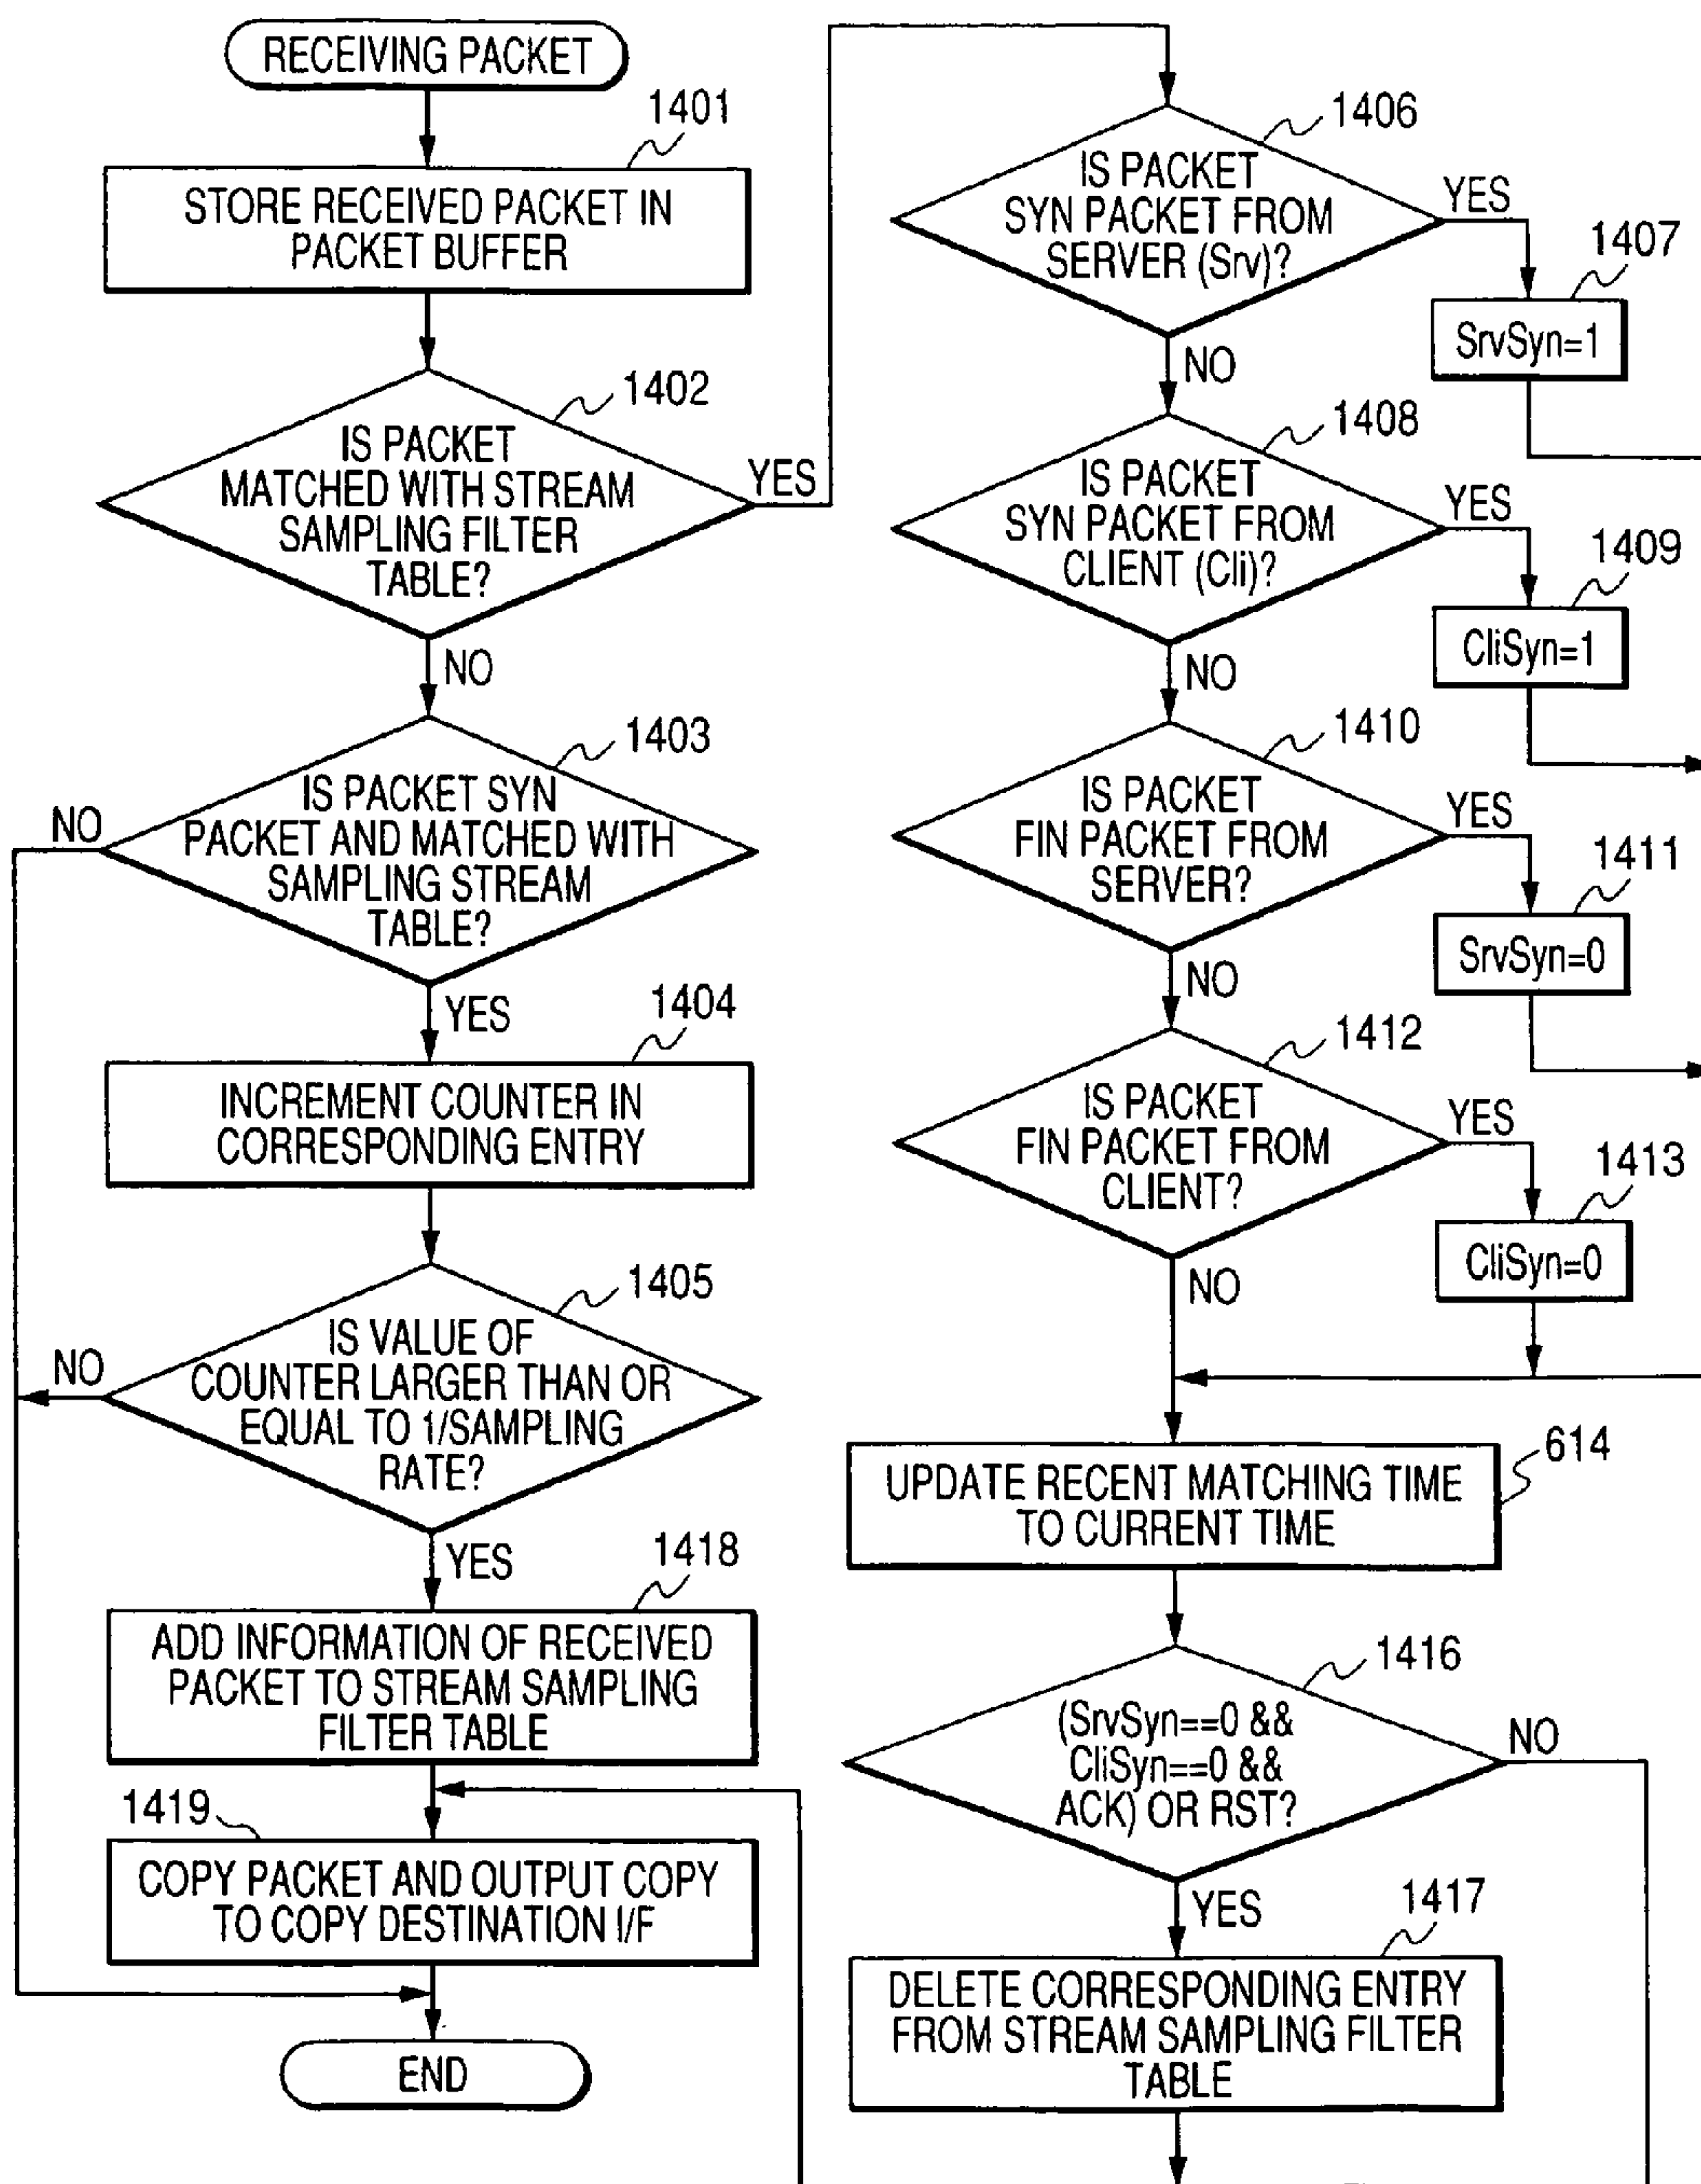 RECEIVING PACKET
1401
STORE RECEIVED PACKET IN
PACKET BUFFER
1402
IS PACKET
MATCHED WITH STREAM
SAMPLING FILTER
TABLE?
YES
NO
1403
IS PACKET SYN
PACKET AND MATCHED WITH
SAMPLING STREAM
TABLE?
NO
YES
1404
INCREMENT COUNTER IN
CORRESPONDING ENTRY
1405
IS VALUE OF
COUNTER LARGER THAN OR
EQUAL TO 1/SAMPLING
RATE?
NO
YES
1418
ADD INFORMATION OF RECEIVED
PACKET TO STREAM SAMPLING
FILTER TABLE
1419
COPY PACKET AND OUTPUT COPY
TO COPY DESTINATION I/F
END
1406
IS PACKET
SYN PACKET FROM
SERVER (Srv)?
YES
1407
SrvSyn=1
NO
1408
IS PACKET
SYN PACKET FROM
CLIENT (Cli)?
YES
1409
CliSyn=1
NO
1410
IS PACKET
FIN PACKET FROM
SERVER?
YES
1411
SrvSyn=0
NO
1412
IS PACKET
FIN PACKET FROM
CLIENT?
YES
1413
CliSyn=0
NO
614
UPDATE RECENT MATCHING TIME
TO CURRENT TIME
1416
(SrvSyn==0 &&
CliSyn==0 &&
ACK) OR RST?
NO
YES
1417
DELETE CORRESPONDING ENTRY
FROM STREAM SAMPLING FILTER
TABLE